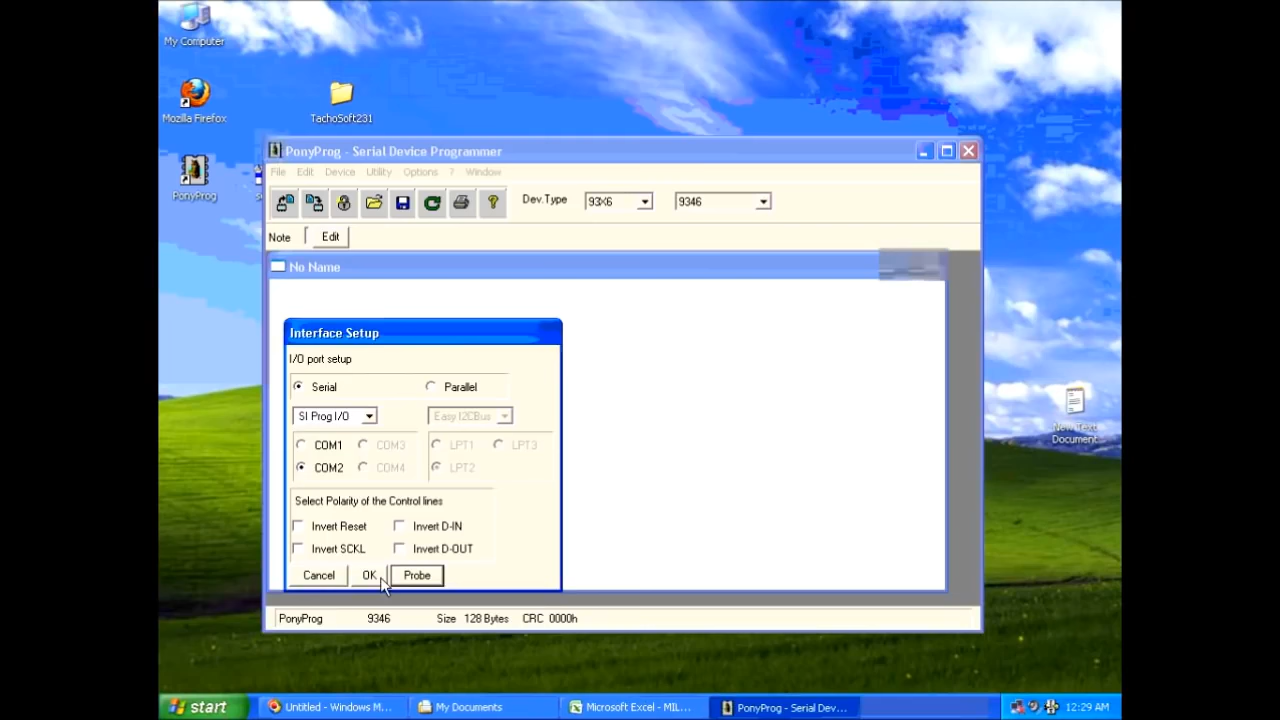 My Computer
Mozilla Firefox
TachoSoft231
PonyProg
PonyProg - Serial Device Programmer
File Edit Device Utility Options ? Window
Dev.Type 93X6 9346
Note Edit
No Name
Interface Setup
I/O port setup
Serial Parallel
SI Prog I/O Easy I2CBus
COM1 COM3 LPT1 LPT3
COM2 COM4 LPT2
Select Polarity of the Control lines
Invert Reset Invert D-IN
Invert SCKL Invert D-OUT
Cancel OK Probe
PonyProg 9346 Size 128 Bytes CRC 0000h
New Text
Document...
start Untitled - Windows M... My Documents Microsoft Excel - MIL... PonyProg - Serial Dev... 12:29 AM